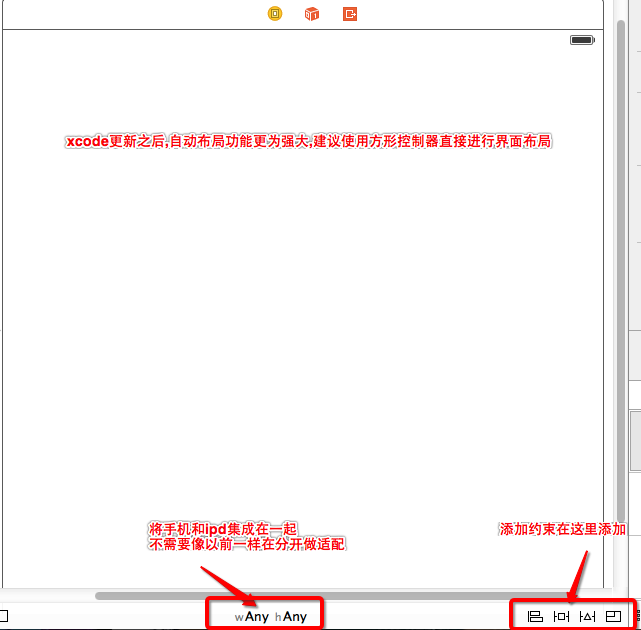 xcode更新之后,自动布局功能更为强大,建议使用方形控制器直接进行界面布局
将手机和ipd集成在一起
不需要像以前一样在分开做适配
添加约束在这里添加
wAny hAny